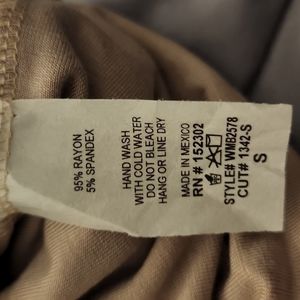 95% RAYON
5% SPANDEX
HAND WASH
WITH COLD WATER
DO NOT BLEACH
HANG OR LINE DRY
MADE IN MEXICO
RN # 152302
STYLE# WMB2578
CUT# 1342-S
S